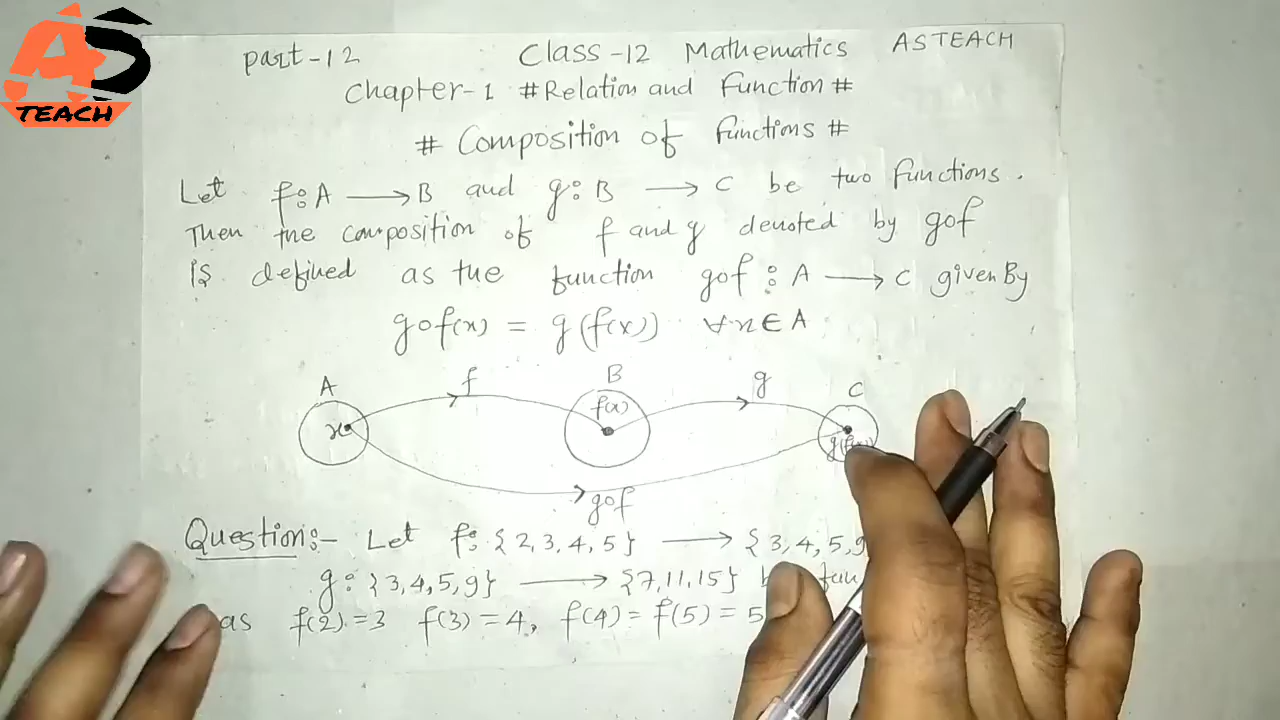 AS
TEACH
part-12 Class-12 Mathematics ASTEACH
Chapter-1 #Relation and Function#
# Composition of functions #
Let f: A ⟶ B and g: B ⟶ C be two functions.
Then the composition of f and g denoted by gof
is defined as the function gof : A ⟶ C given By
gof(x) = g(f(x)) ∀ x ∈ A
A f B g C
x f(x) g(f(x))
gof
Question:- Let f: {2,3,4,5} ⟶ {3,4,5,9
g: {3,4,5,9} ⟶ {7,11,15}
as f(2)=3 f(3)=4, f(4)=f(5)=5